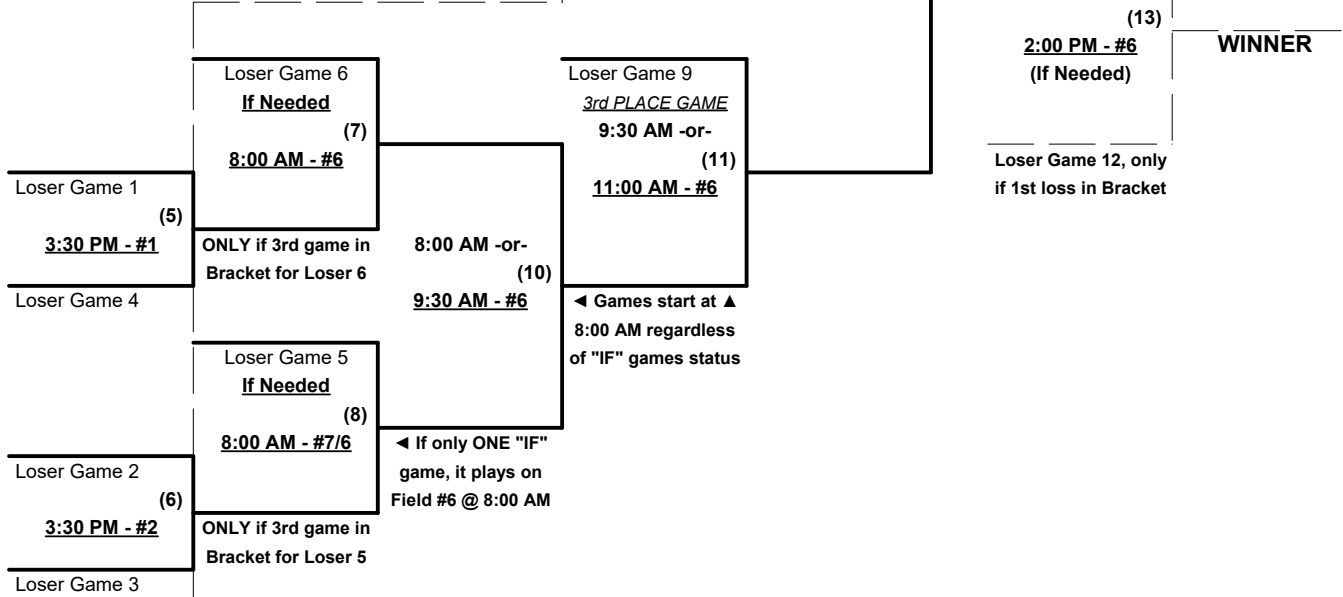 (13)
2:00 PM - #6
(If Needed)
WINNER
Loser Game 12, only
if 1st loss in Bracket
Loser Game 6
If Needed
(7)
8:00 AM - #6
ONLY if 3rd game in
Bracket for Loser 6
Loser Game 9
3rd PLACE GAME
9:30 AM -or-
(11)
11:00 AM - #6
Loser Game 1
(5)
3:30 PM - #1
Loser Game 4
8:00 AM -or-
(10)
9:30 AM - #6
◄ Games start at ▲
8:00 AM regardless
of "IF" games status
Loser Game 5
If Needed
(8)
8:00 AM - #7/6
ONLY if 3rd game in
Bracket for Loser 5
◄ If only ONE "IF"
game, it plays on
Field #6 @ 8:00 AM
Loser Game 2
(6)
3:30 PM - #2
Loser Game 3